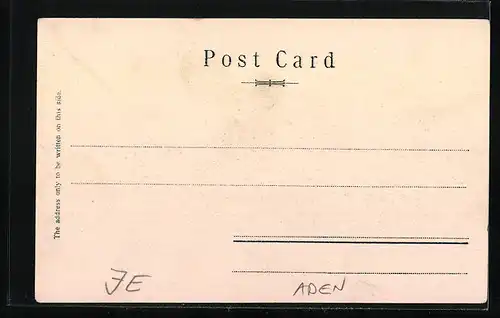 Post Card
The address only to be written on this side.
JE
ADEN